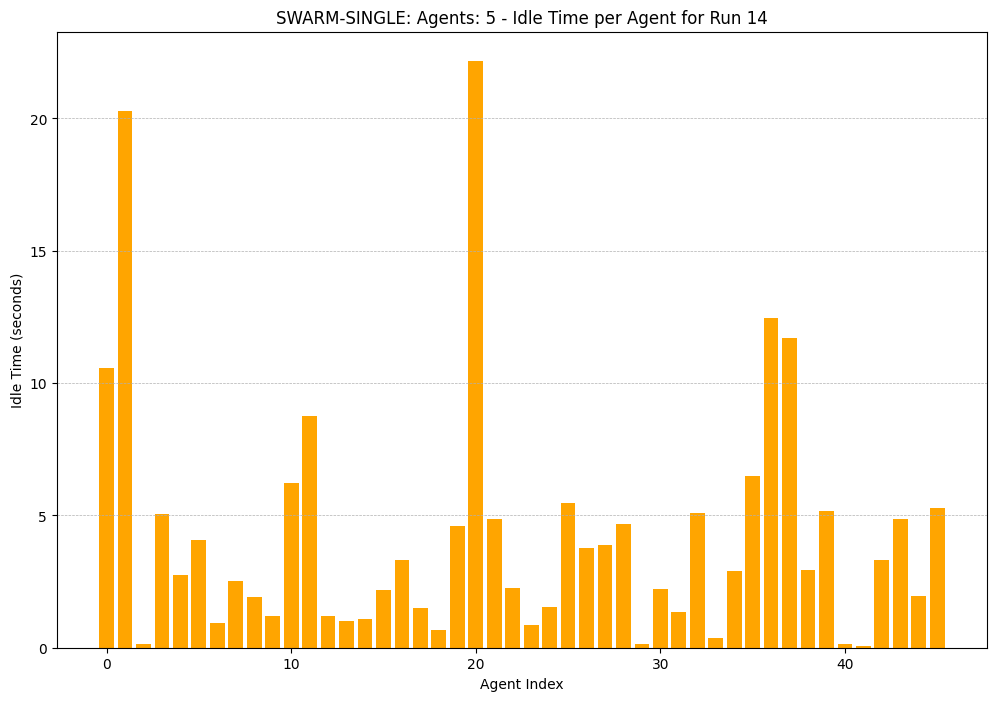 SWARM-SINGLE: Agents: 5 - Idle Time per Agent for Run 14
Idle Time (seconds)
20
15
10
5
0
0 10 20 30 40
Agent Index